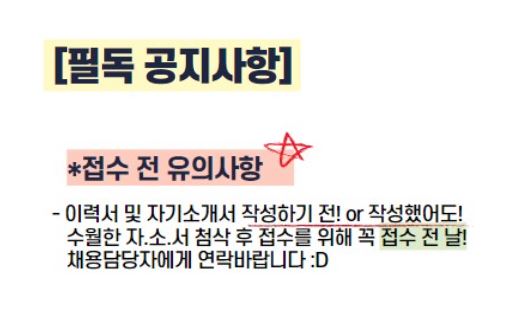 [필독 공지사항]
*접수 전 유의사항
- 이력서 및 자기소개서 작성하기 전! or 작성했어도!
수월한 자.소.서 첨삭 후 접수를 위해 꼭 접수 전 날!
채용담당자에게 연락바랍니다 :D